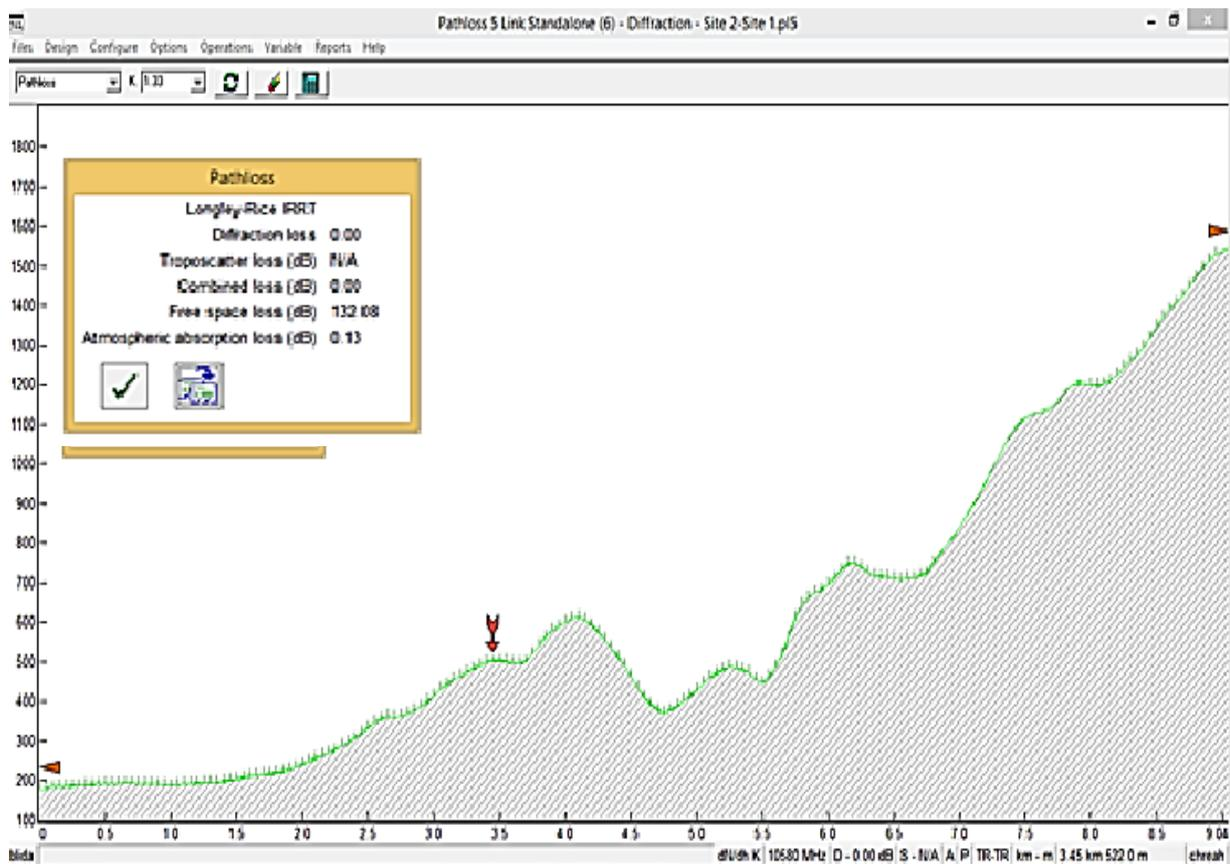 Pathloss 5 Link Standalone (6) - Diffraction - Site 2-Site 1.pl5
Files Design Configure Options Operations Variable Reports Help
Pathloss K 1.33
Pathloss
Longley-Rice IRRT
Diffraction loss 0.00
Troposcatter loss (dB) N/A
Combined loss (dB) 0.00
Free space loss (dB) 132.08
Atmospheric absorption loss (dB) 0.13
1800
1700
1600
1500
1400
1300
1200
1100
1000
900
800
700
600
500
400
300
200
100
0 0.5 1.0 1.5 2.0 2.5 3.0 3.5 4.0 4.5 5.0 5.5 6.0 6.5 7.0 7.5 8.0 8.5 9.04
blida dN/dh K 10580 MHz D - 0.00 dB S - N/A A P TR-TR km - m 3.45 km 522.0 m chreah